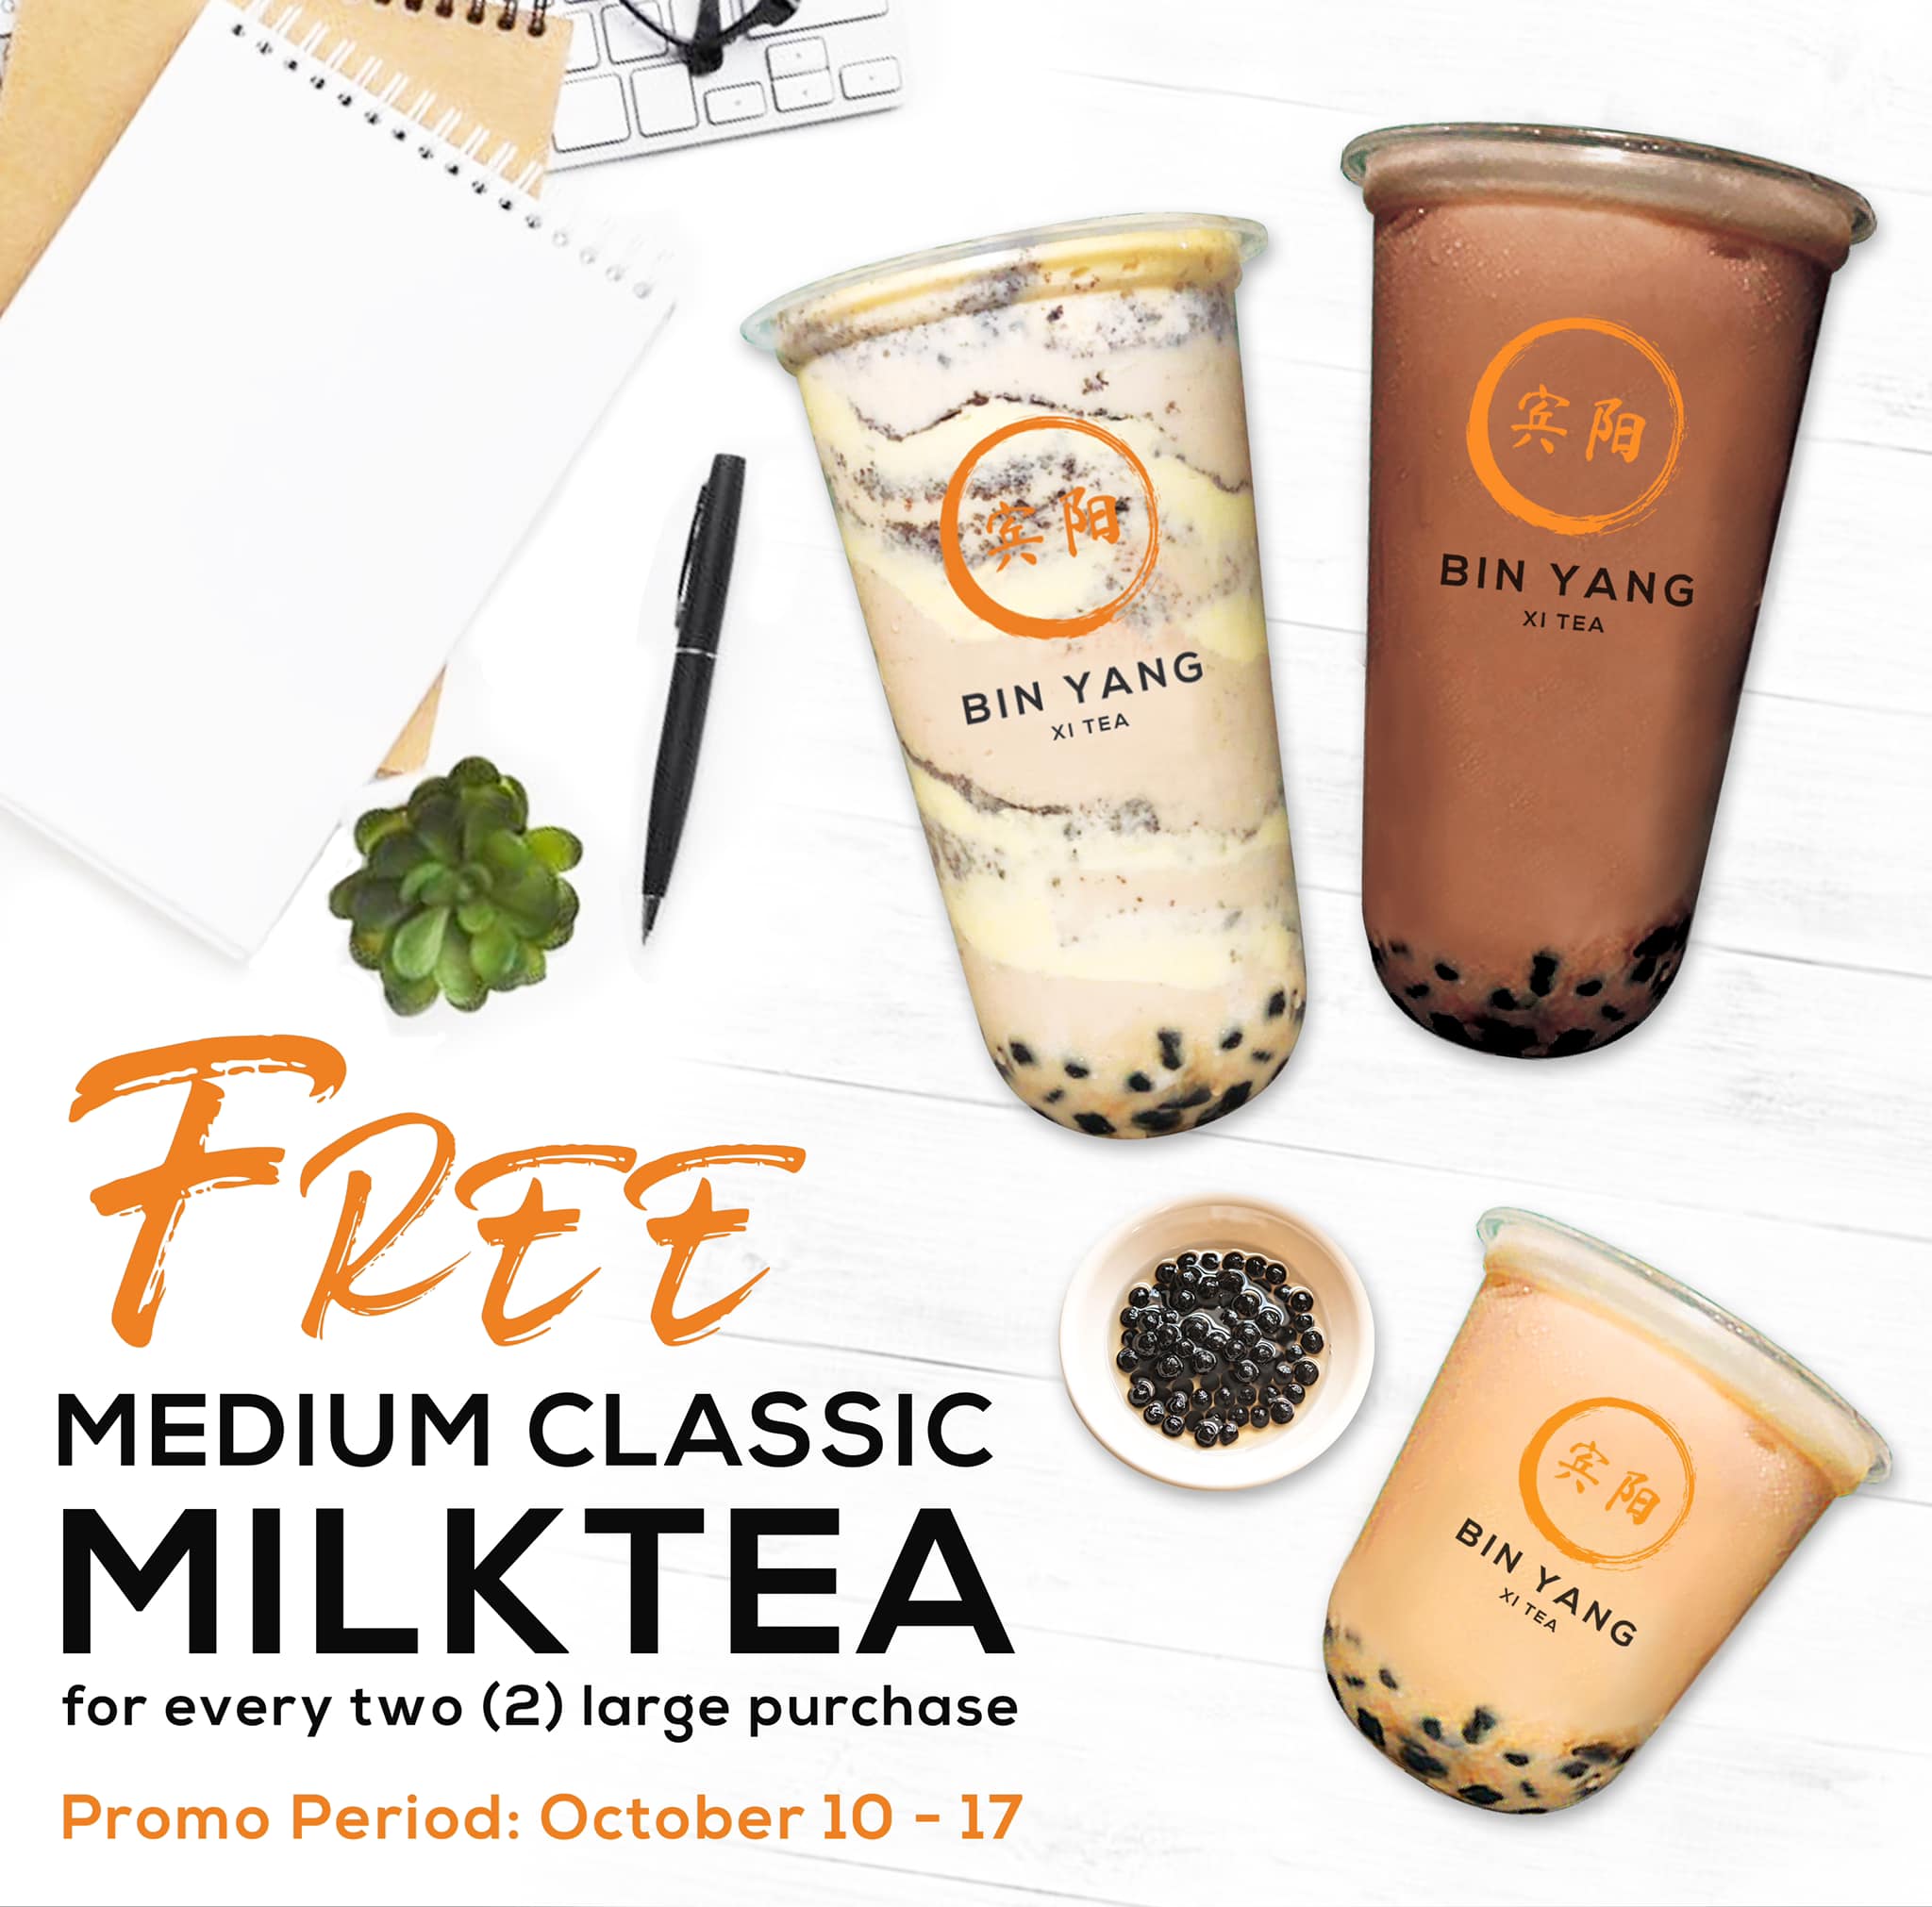 宾阳
BIN YANG
XI TEA
宾阳
BIN YANG
XI TEA
FREE
MEDIUM CLASSIC
MILKTEA
for every two (2) large purchase
Promo Period: October 10 - 17
宾阳
BIN YANG
XI TEA